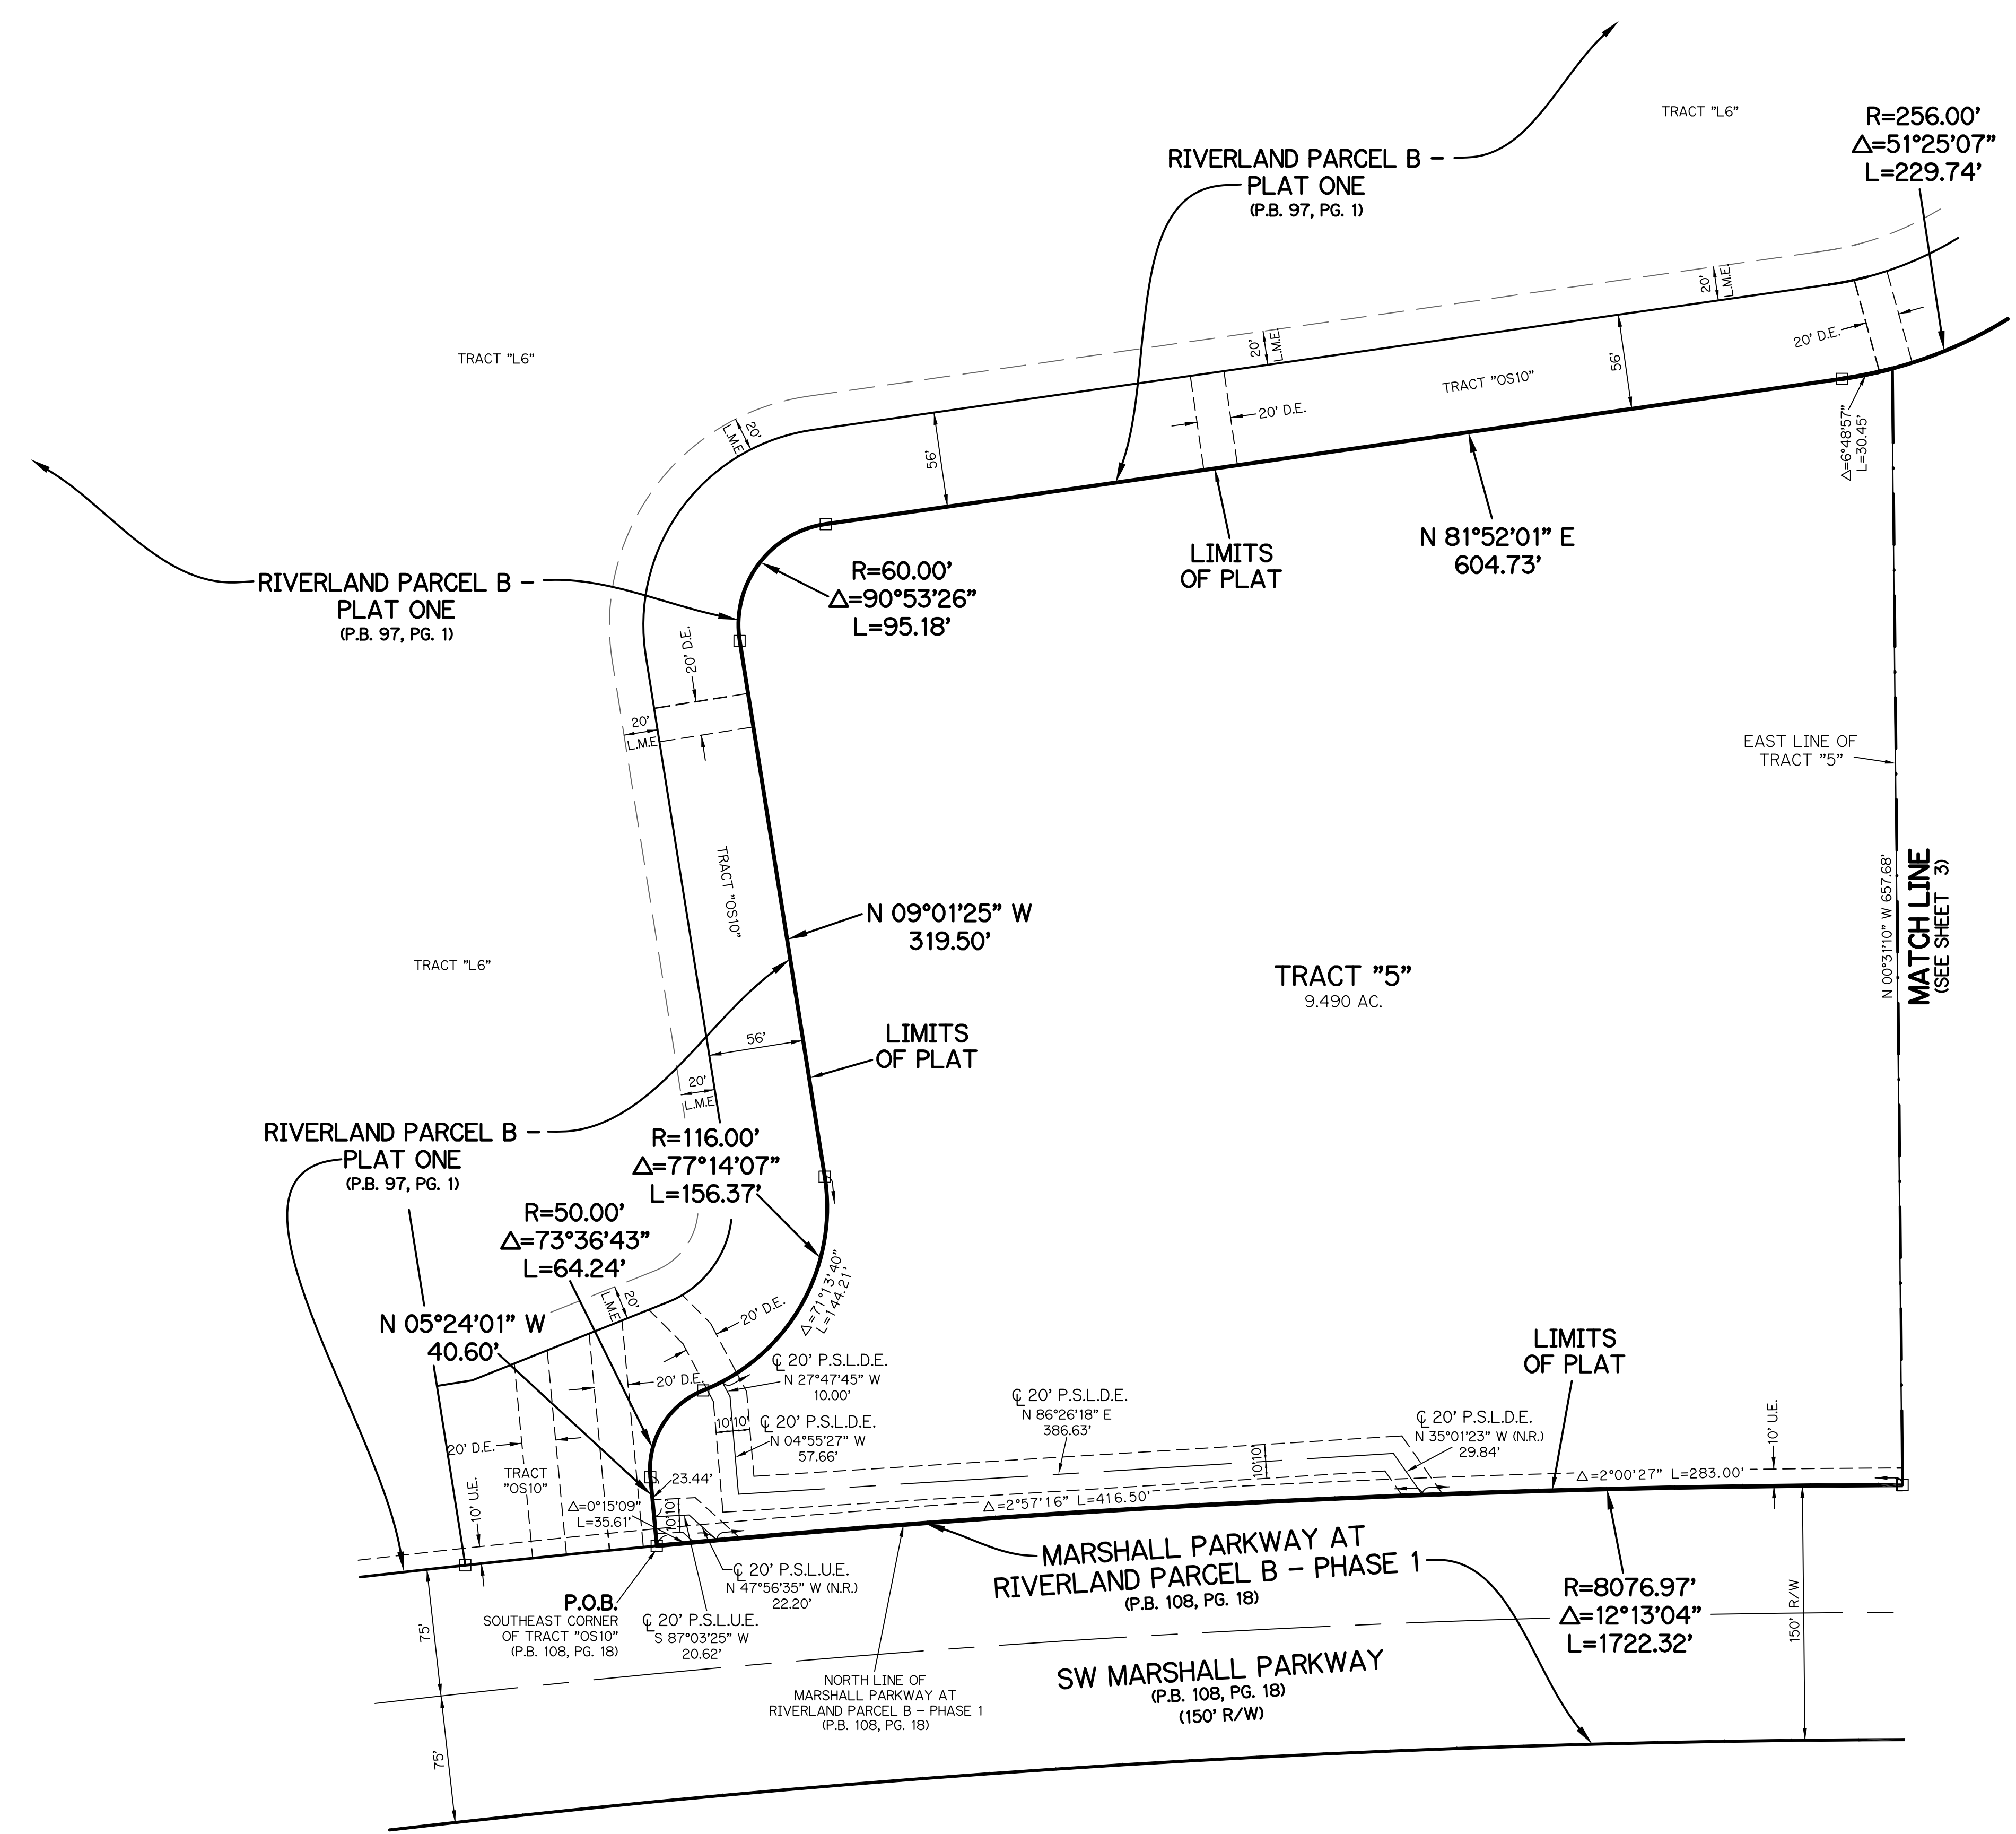 TRACT "L6"
R=256.00'
Δ=51°25'07"
L=229.74'
RIVERLAND PARCEL B -
PLAT ONE
(P.B. 97, PG. 1)
20'
L.M.E.
20'
L.M.E.
20' D.E.
56'
TRACT "OS10"
TRACT "L6"
20'
L.M.E.
20' D.E.
56'
Δ=6°48'57"
L=30.45'
N 81°52'01" E
604.73'
LIMITS
OF PLAT
RIVERLAND PARCEL B -
PLAT ONE
(P.B. 97, PG. 1)
R=60.00'
Δ=90°53'26"
L=95.18'
20' D.E.
20'
L.M.E.
EAST LINE OF
TRACT "5"
TRACT "OS10"
N 09°01'25" W
319.50'
N 00°31'10" W 657.68'
MATCH LINE
(SEE SHEET 3)
TRACT "L6"
TRACT "5"
9.490 AC.
56'
LIMITS
OF PLAT
20'
L.M.E.
RIVERLAND PARCEL B -
PLAT ONE
(P.B. 97, PG. 1)
R=116.00'
Δ=77°14'07"
L=156.37'
R=50.00'
Δ=73°36'43"
L=64.24'
Δ=71°13'40"
L=144.21'
20'
L.M.E.
20' D.E.
N 05°24'01" W
40.60'
LIMITS
OF PLAT
℄ 20' P.S.L.D.E.
N 27°47'45" W
10.00'
20' D.E.
℄ 20' P.S.L.D.E.
N 86°26'18" E
386.63'
10'
10'
℄ 20' P.S.L.D.E.
N 04°55'27" W
57.66'
℄ 20' P.S.L.D.E.
N 35°01'23" W (N.R.)
29.84'
10' U.E.
20' D.E.
TRACT
"OS10"
10' U.E.
23.44'
10'
10'
Δ=2°00'27" L=283.00'
Δ=0°15'09"
L=35.61'
10'
10'
Δ=2°57'16" L=416.50'
MARSHALL PARKWAY AT
RIVERLAND PARCEL B - PHASE 1
(P.B. 108, PG. 18)
℄ 20' P.S.L.U.E.
N 47°56'35" W (N.R.)
22.20'
R=8076.97'
Δ=12°13'04"
L=1722.32'
150' R/W
P.O.B.
SOUTHEAST CORNER
OF TRACT "OS10"
(P.B. 108, PG. 18)
℄ 20' P.S.L.U.E.
S 87°03'25" W
20.62'
75'
NORTH LINE OF
MARSHALL PARKWAY AT
RIVERLAND PARCEL B - PHASE 1
(P.B. 108, PG. 18)
SW MARSHALL PARKWAY
(P.B. 108, PG. 18)
(150' R/W)
75'